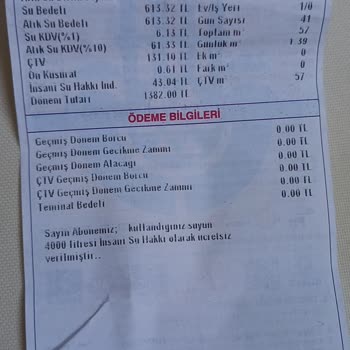 Su Bedeli 613.32 TL Ev/İş Yeri 1/0
Atık Su Bedeli 613.32 TL Gün Sayısı 41
Su KDV(%1) 6.13 TL Toplam m³ 57
Atık Su KDV(%10) 61.33 TL Günlük m³ 1.39
ÇTV 131.10 TL Ek m³ 0
Ön Küsurat 0.61 TL Fark m³ 0
İnsani Su Hakkı İnd. 43.04 TL ÇTV m³ 57
Dönem Tutarı 1382.00 TL
ÖDEME BİLGİLERİ
Geçmiş Dönem Borcu 0.00 TL
Geçmiş Dönem Gecikme Zammı 0.00 TL
Geçmiş Dönem Alacağı 0.00 TL
ÇTV Geçmiş Dönem Borcu 0.00 TL
ÇTV Geçmiş Dönem Gecikme Zammı 0.00 TL
Teminat Bedeli 0.00 TL
Sayın Abonemiz; kullandığınız suyun
4000 litresi İnsani Su Hakkı olarak ücretsiz
verilmiştir..